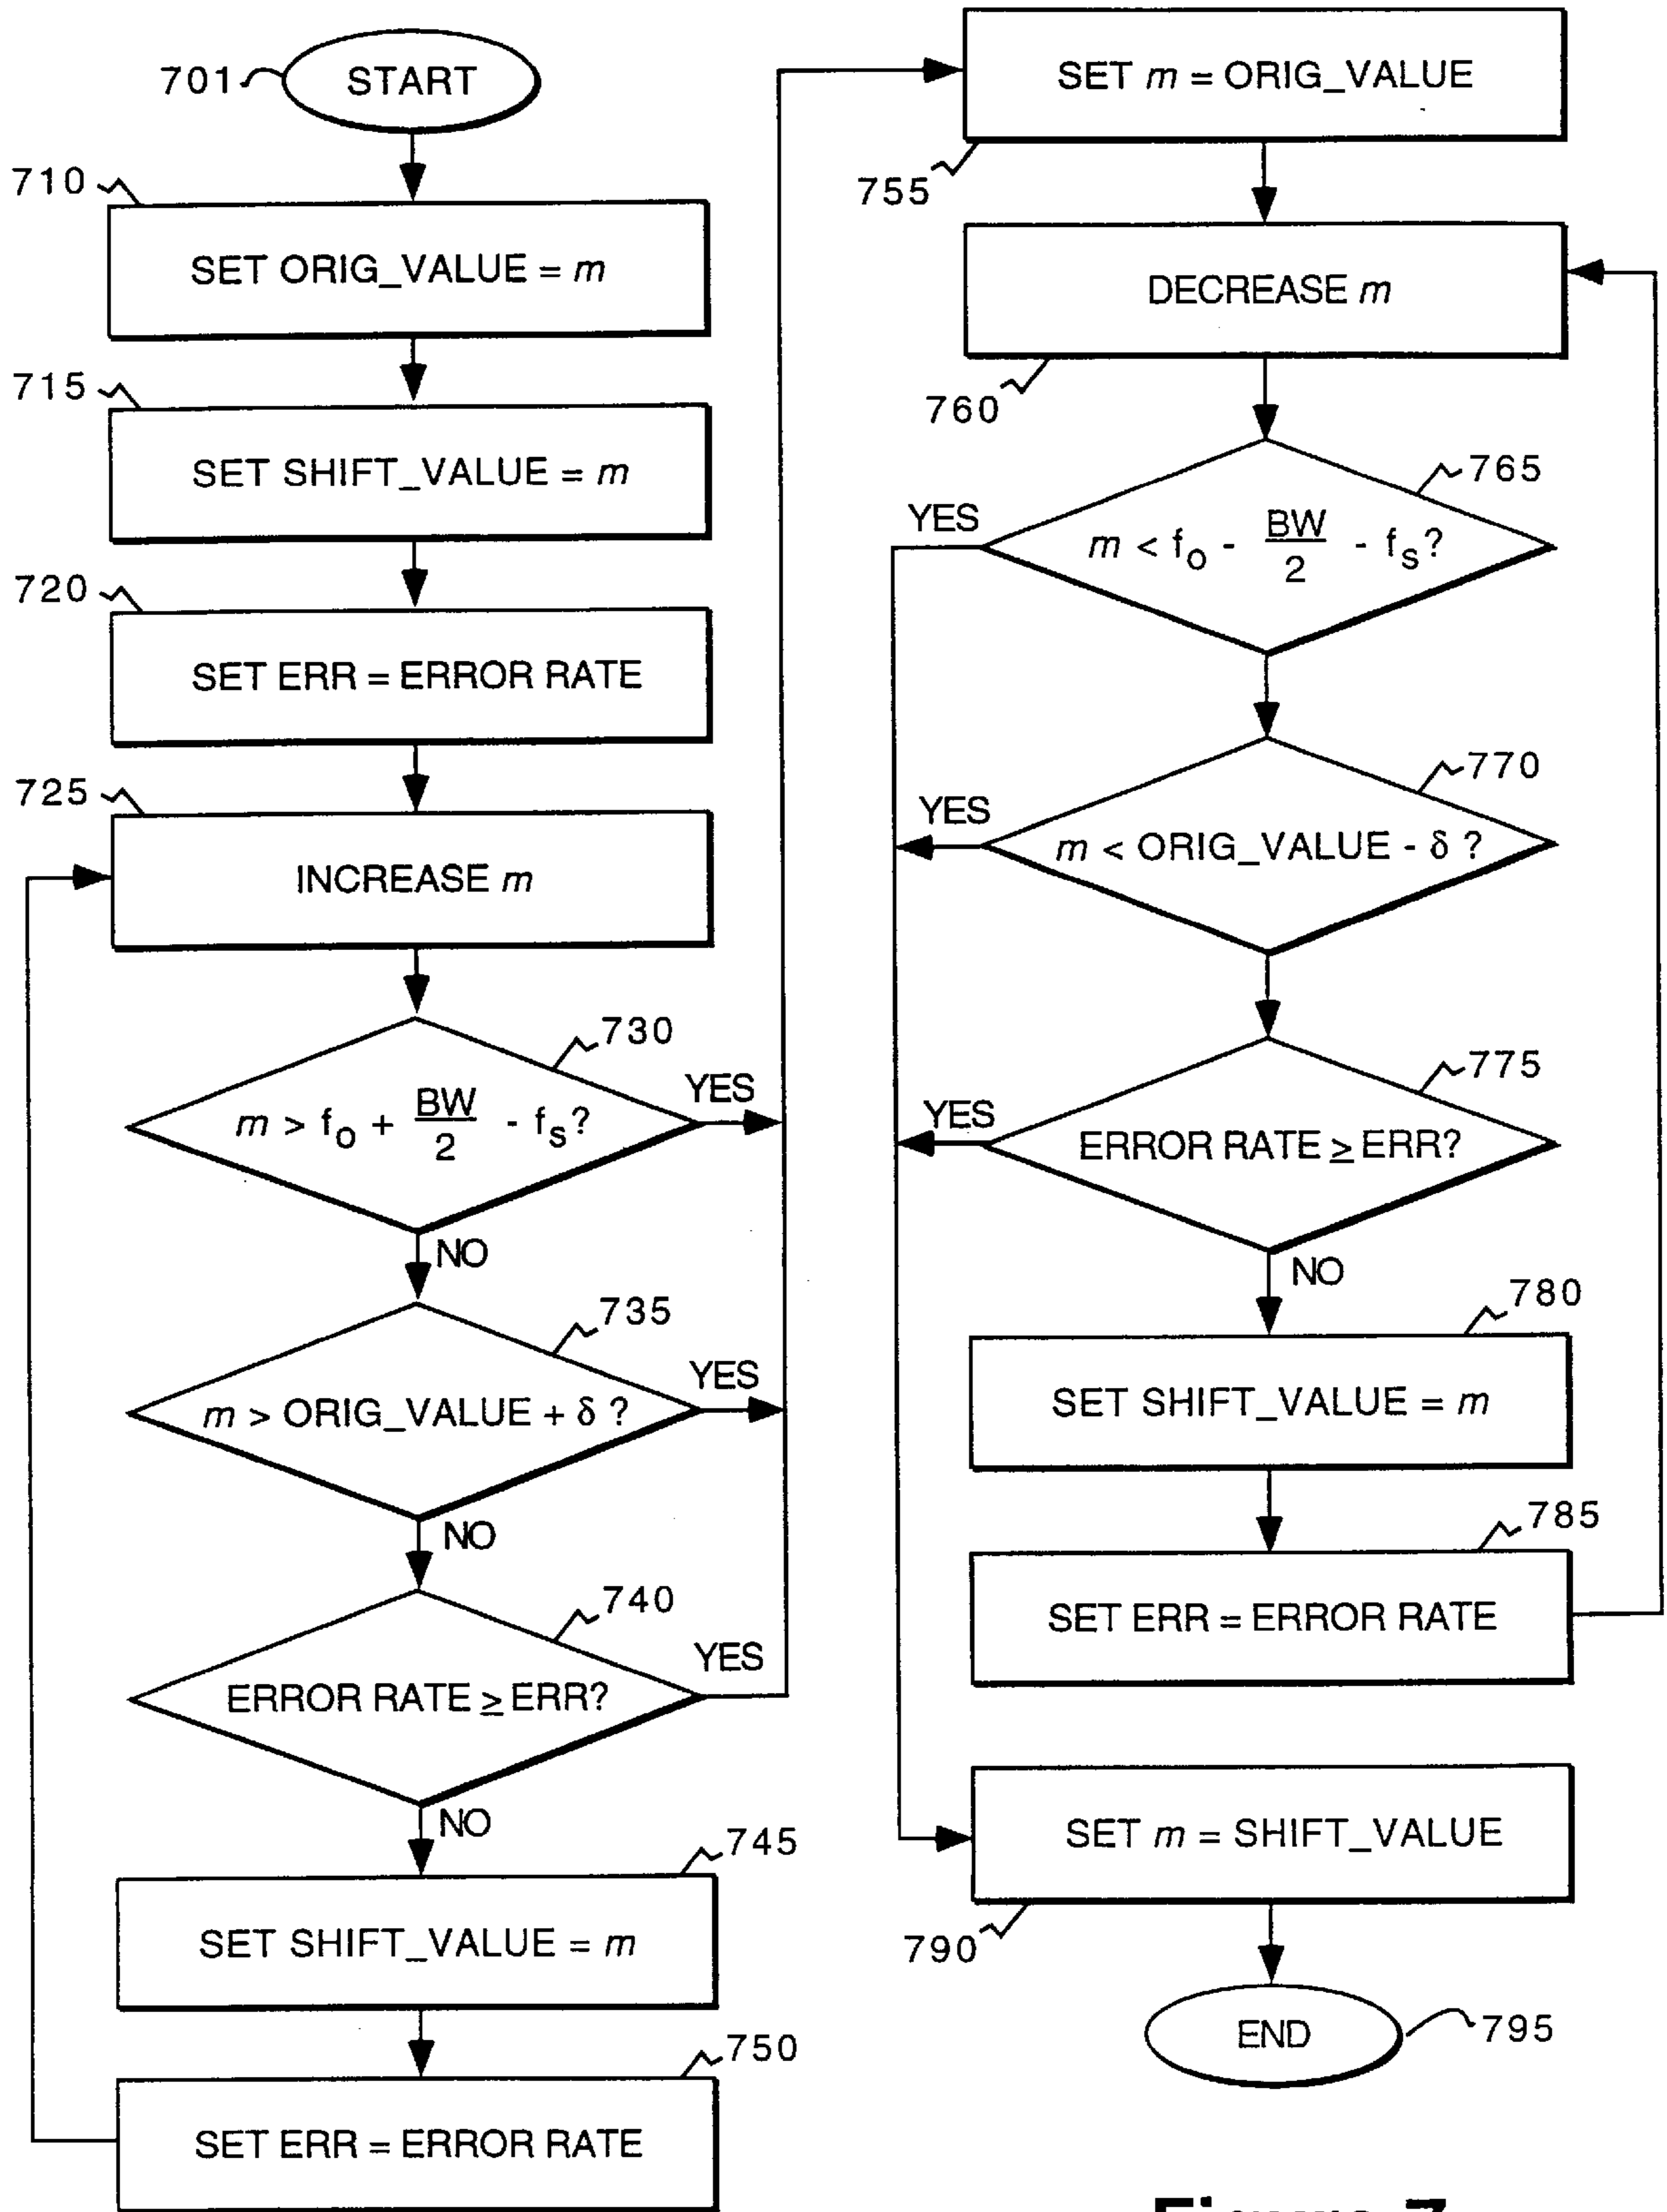 701
START
710
SET ORIG_VALUE = m
715
SET SHIFT_VALUE = m
720
SET ERR = ERROR RATE
725
INCREASE m
730
m > fo + BW/2 - fs?
YES
NO
735
m > ORIG_VALUE + δ ?
YES
NO
740
ERROR RATE ≥ ERR?
YES
NO
745
SET SHIFT_VALUE = m
750
SET ERR = ERROR RATE
SET m = ORIG_VALUE
755
DECREASE m
760
765
YES
m < fo - BW/2 - fs?
770
YES
m < ORIG_VALUE - δ ?
775
YES
ERROR RATE ≥ ERR?
NO
780
SET SHIFT_VALUE = m
785
SET ERR = ERROR RATE
SET m = SHIFT_VALUE
790
END
795
Figure 7